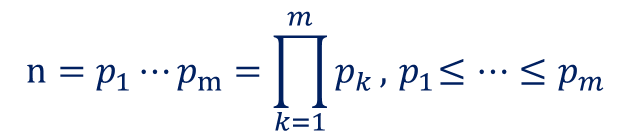 n = p₁ ⋯ pₘ = ∏ₖ₌₁ᵐ pₖ , p₁ ≤ ⋯ ≤ pₘ